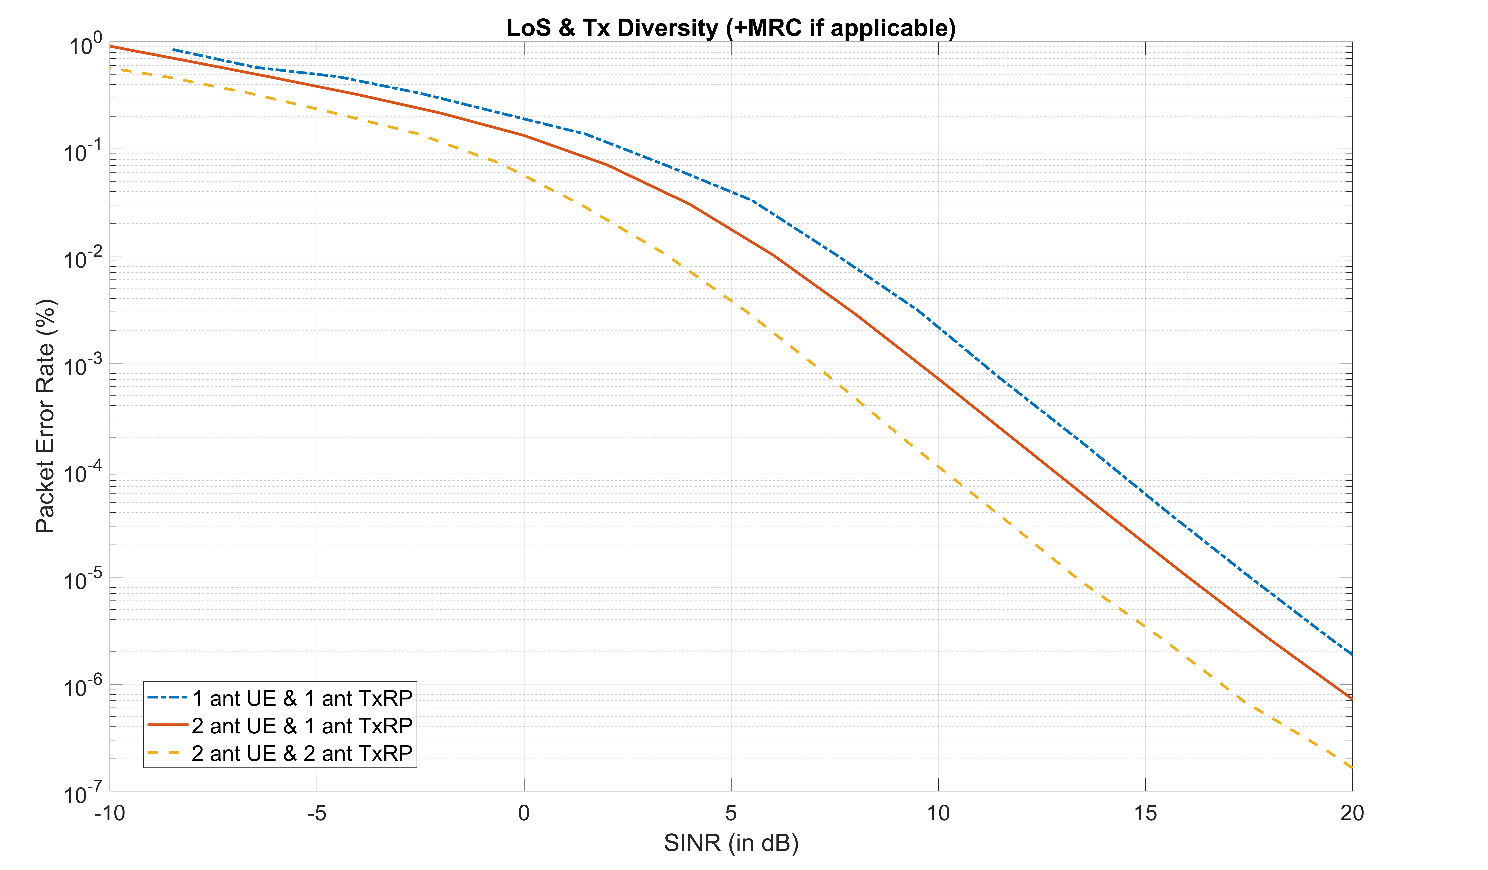 LoS & Tx Diversity (+MRC if applicable)
10^0
10^-1
10^-2
10^-3
10^-4
10^-5
10^-6
10^-7
Packet Error Rate (%)
1 ant UE & 1 ant TxRP
2 ant UE & 1 ant TxRP
2 ant UE & 2 ant TxRP
-10 -5 0 5 10 15 20
SINR (in dB)